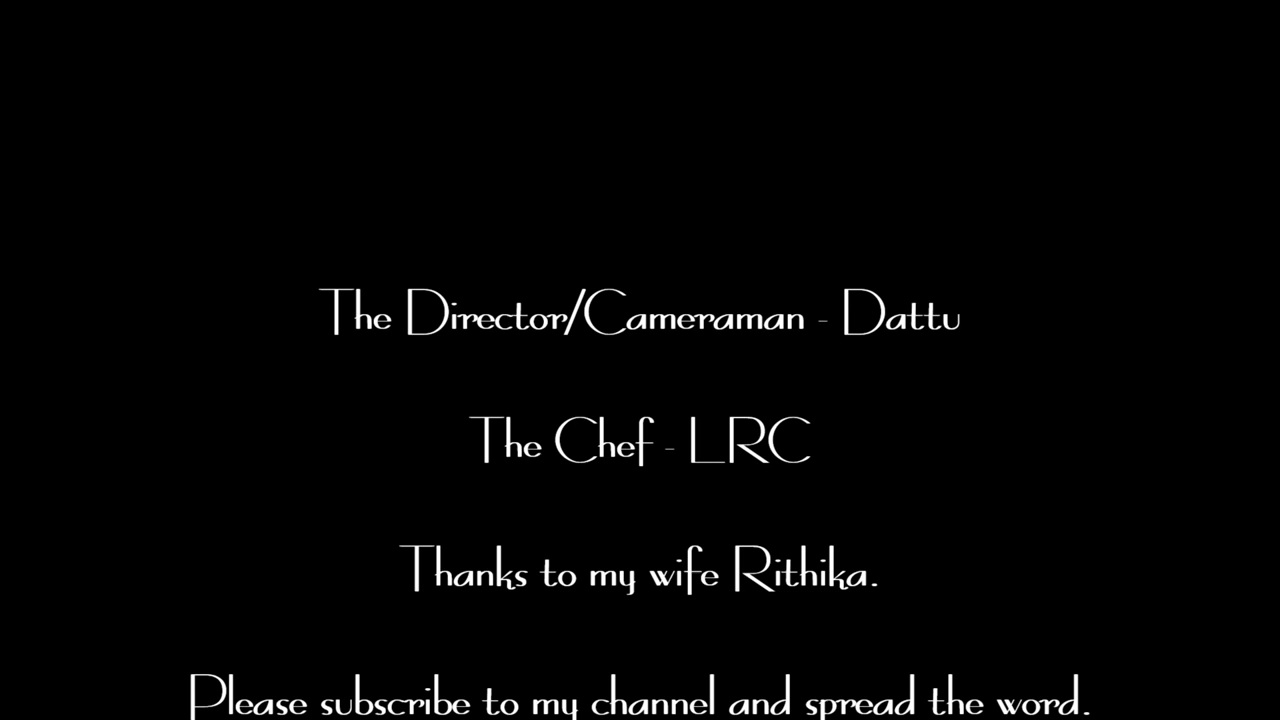 The Director/Cameraman - Dattu
The Chef - LRC
Thanks to my wife Rithika.
Please subscribe to my channel and spread the word.